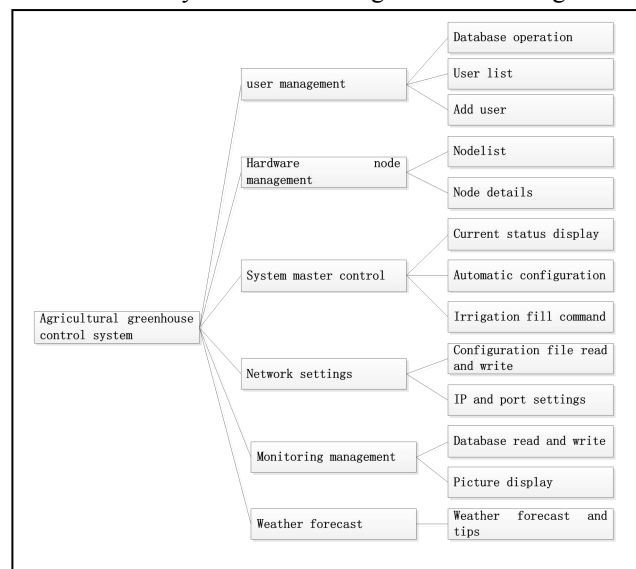 Database operation
user management
User list
Add user
Hardware node
management
Nodelist
Node details
Current status display
System master control
Automatic configuration
Irrigation fill command
Agricultural greenhouse
control system
Configuration file read
and write
Network settings
IP and port settings
Database read and write
Monitoring management
Picture display
Weather forecast
Weather forecast and
tips